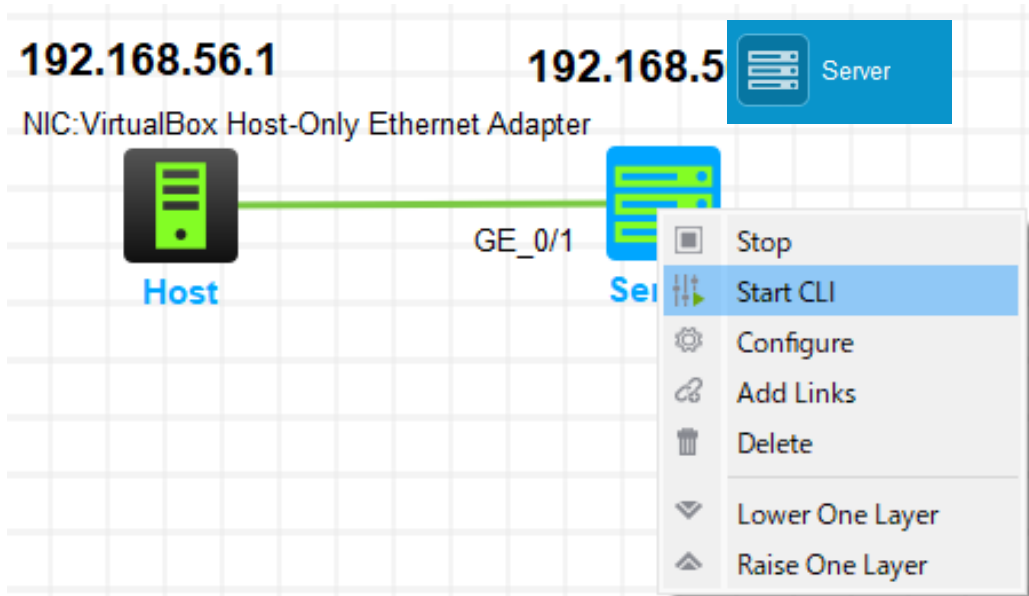 192.168.56.1
192.168.5
Server
NIC:VirtualBox Host-Only Ethernet Adapter
GE_0/1
Host
Stop
Start CLI
Configure
Add Links
Delete
Lower One Layer
Raise One Layer